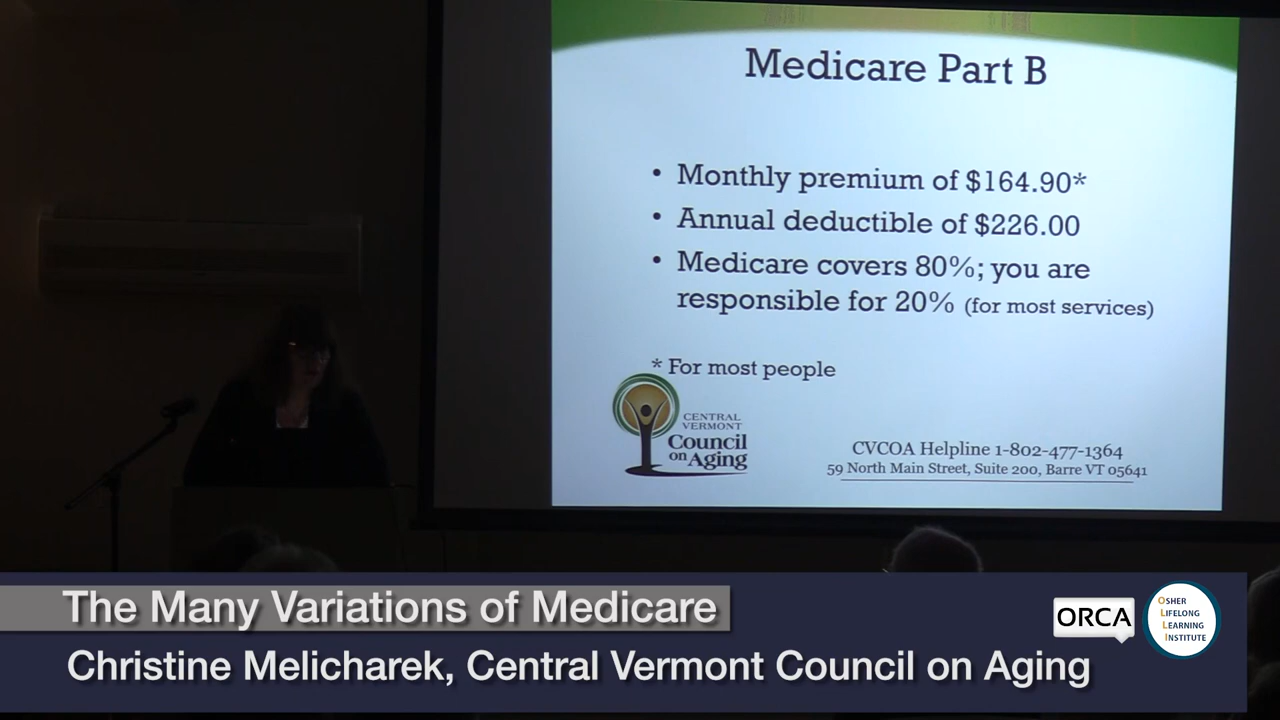 Medicare Part B
• Monthly premium of $164.90*
• Annual deductible of $226.00
• Medicare covers 80%; you are
responsible for 20% (for most services)
* For most people
CENTRAL
VERMONT
Council
on Aging
CVCOA Helpline 1-802-477-1364
59 North Main Street, Suite 200, Barre VT 05641
The Many Variations of Medicare
Christine Melicharek, Central Vermont Council on Aging
ORCA
OSHER
LIFELONG
LEARNING
INSTITUTE